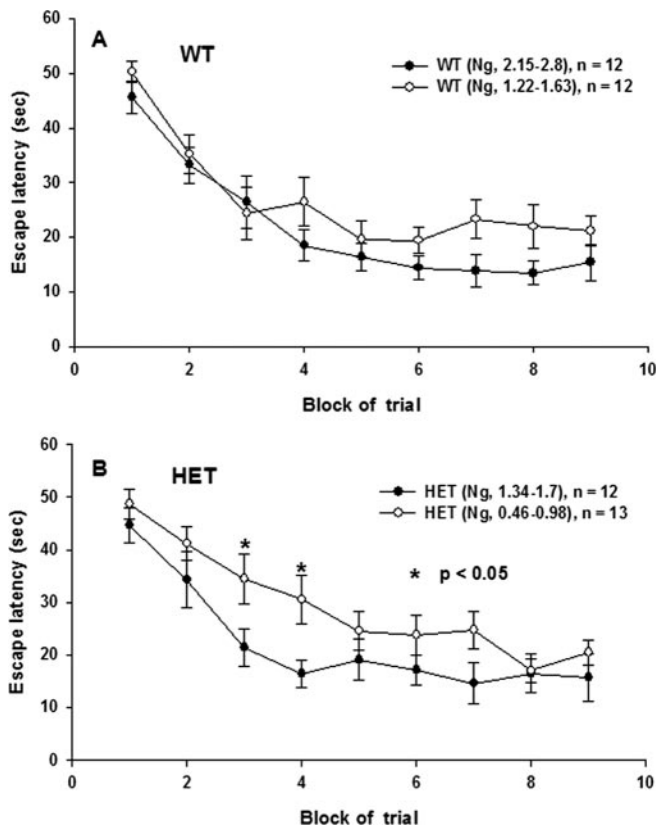 A
WT
WT (Ng, 2.15-2.8), n = 12
WT (Ng, 1.22-1.63), n = 12
Escape latency (sec)
60
50
40
30
20
10
0
0 2 4 6 8 10
Block of trial
B
HET
HET (Ng, 1.34-1.7), n = 12
HET (Ng, 0.46-0.98), n = 13
* *
* p < 0.05
Escape latency (sec)
60
50
40
30
20
10
0
0 2 4 6 8 10
Block of trial